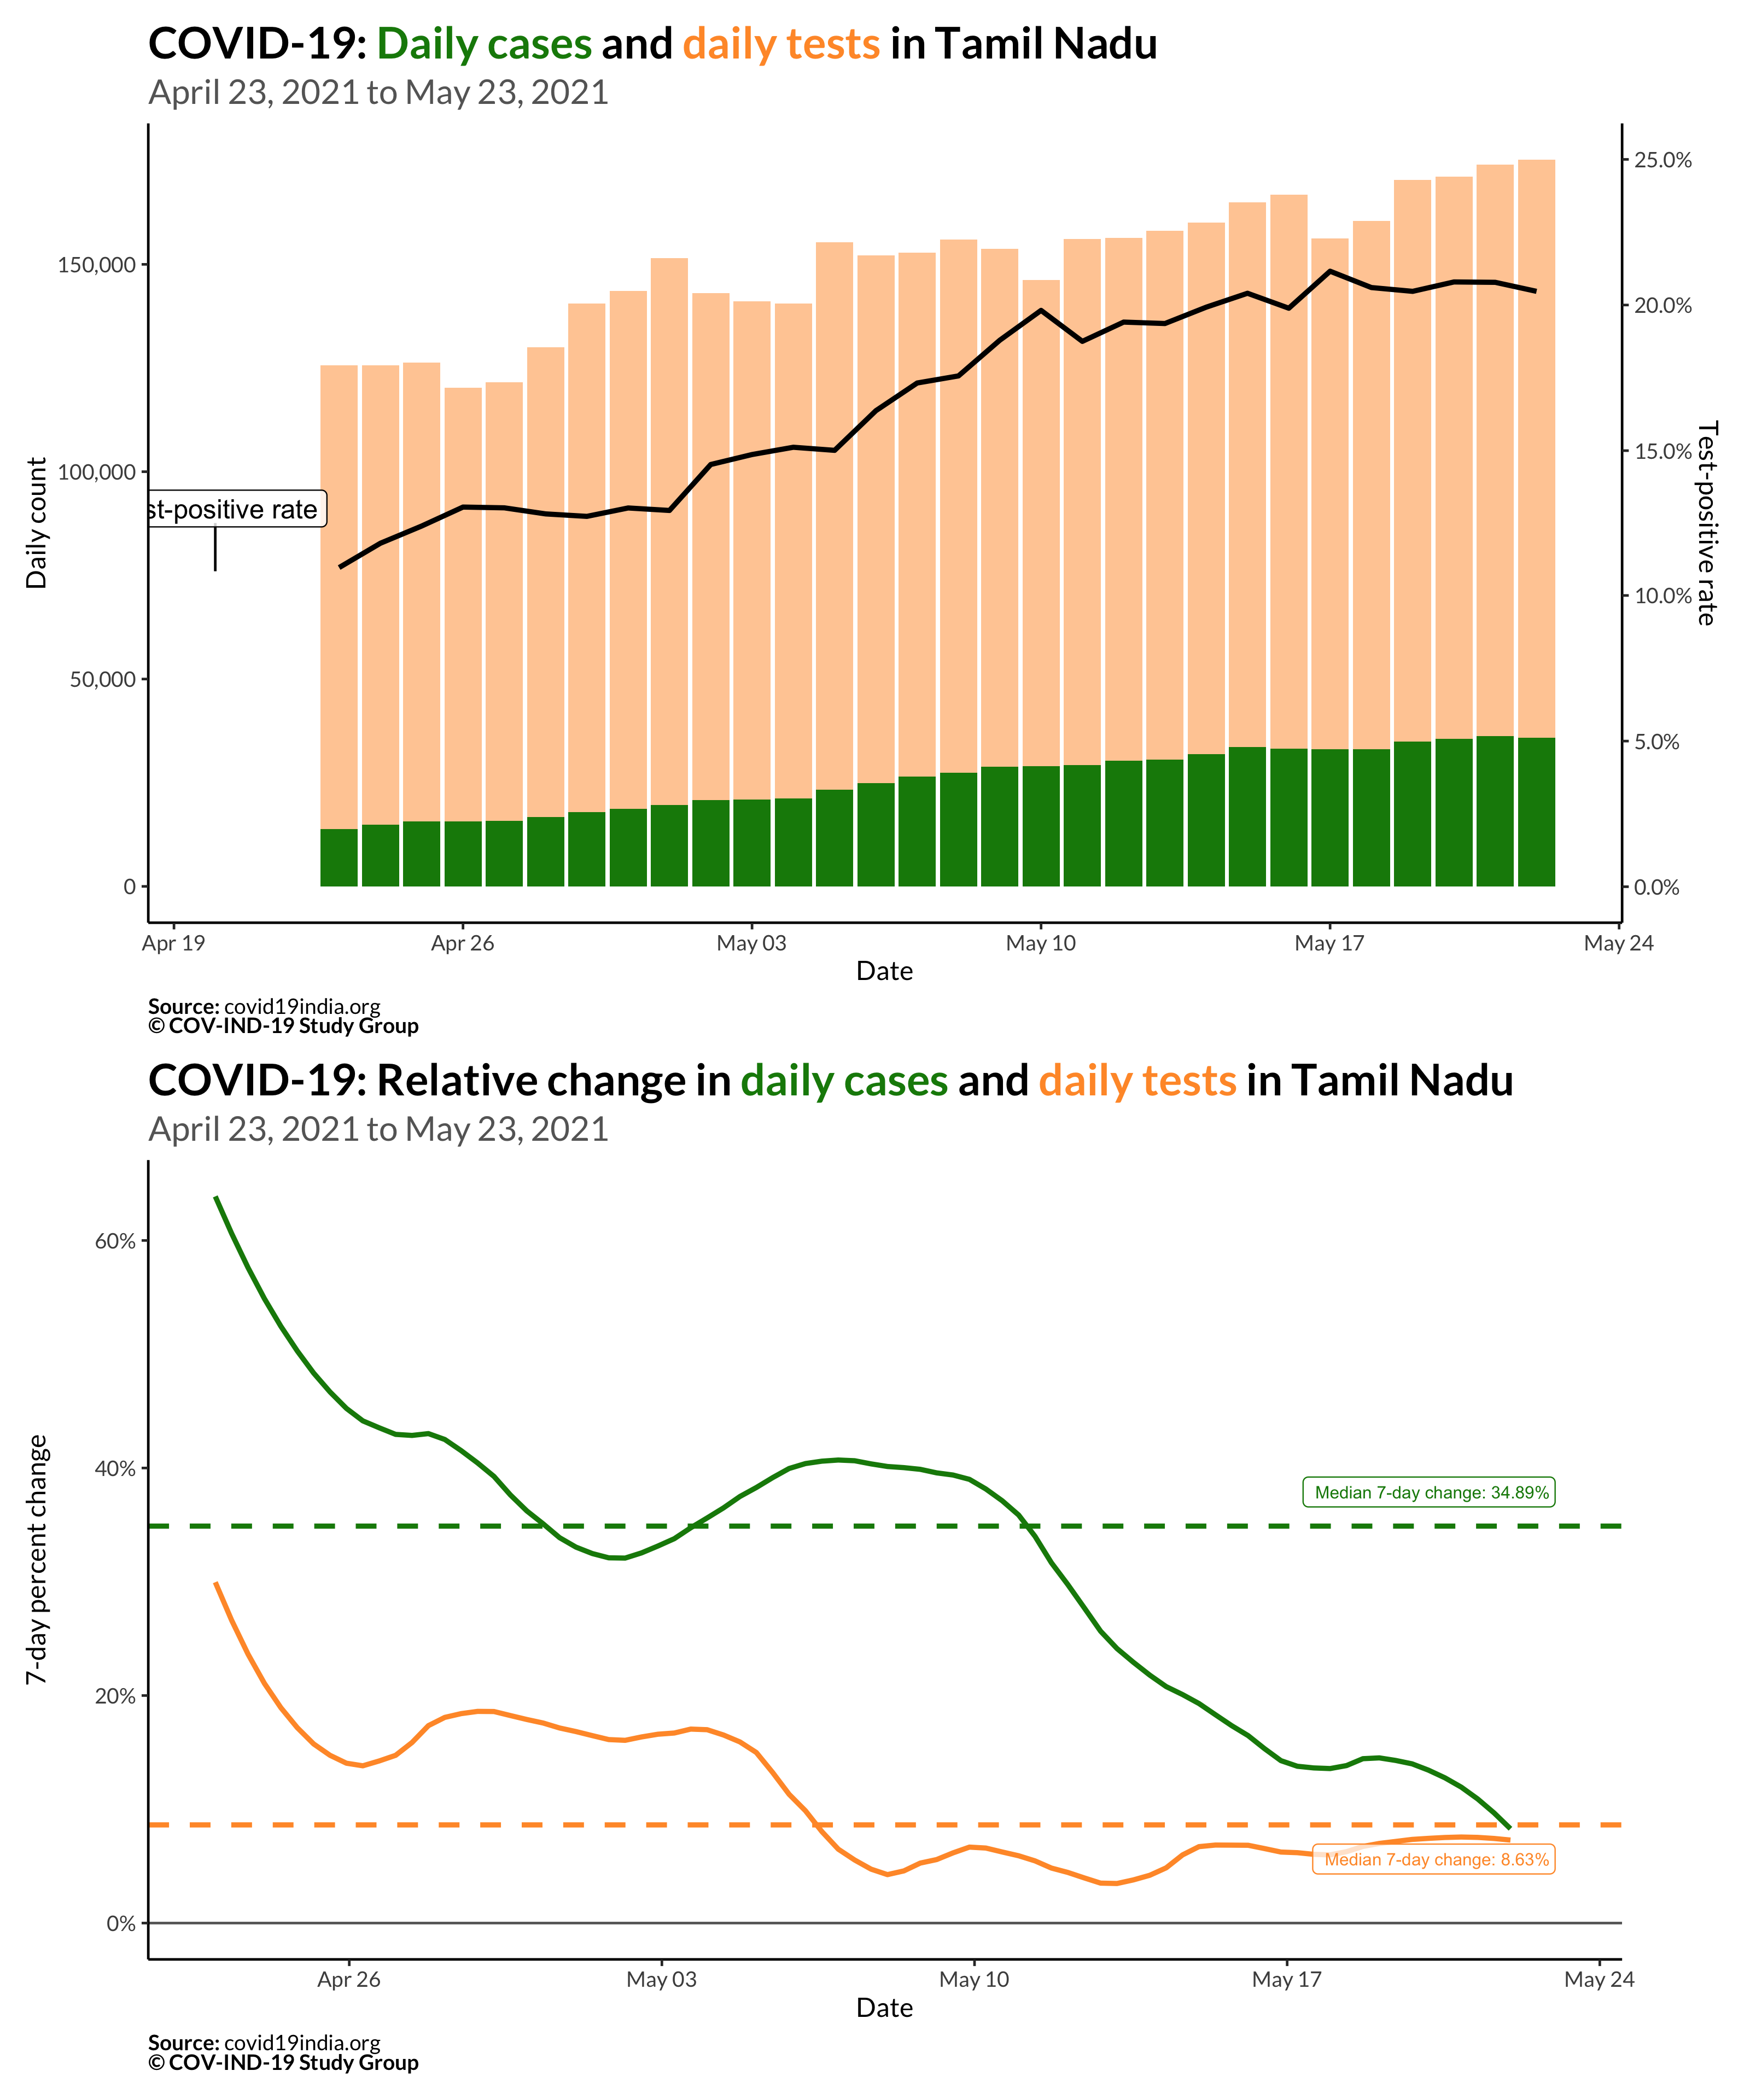 COVID-19: Daily cases and daily tests in Tamil Nadu
April 23, 2021 to May 23, 2021
Daily count
150,000
100,000
50,000
0
st-positive rate
25.0%
20.0%
15.0%
10.0%
5.0%
0.0%
Test-positive rate
Apr 19
Apr 26
May 03
May 10
May 17
May 24
Date
Source: covid19india.org
© COV-IND-19 Study Group
COVID-19: Relative change in daily cases and daily tests in Tamil Nadu
April 23, 2021 to May 23, 2021
7-day percent change
60%
40%
20%
0%
Median 7-day change: 34.89%
Median 7-day change: 8.63%
Apr 26
May 03
May 10
May 17
May 24
Date
Source: covid19india.org
© COV-IND-19 Study Group